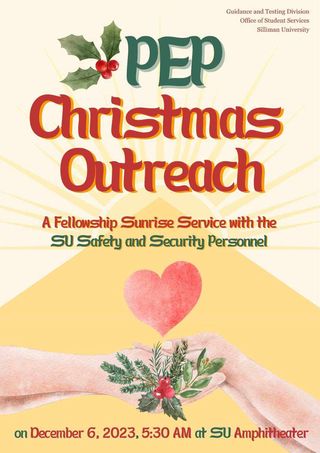 Guidance and Testing Division
Office of Student Services
Silliman University
PEP
Christmas
Outreach
A Fellowship Sunrise Service with the
SU Safety and Security Personnel
on December 6, 2023, 5:30 AM at SU Amphitheater